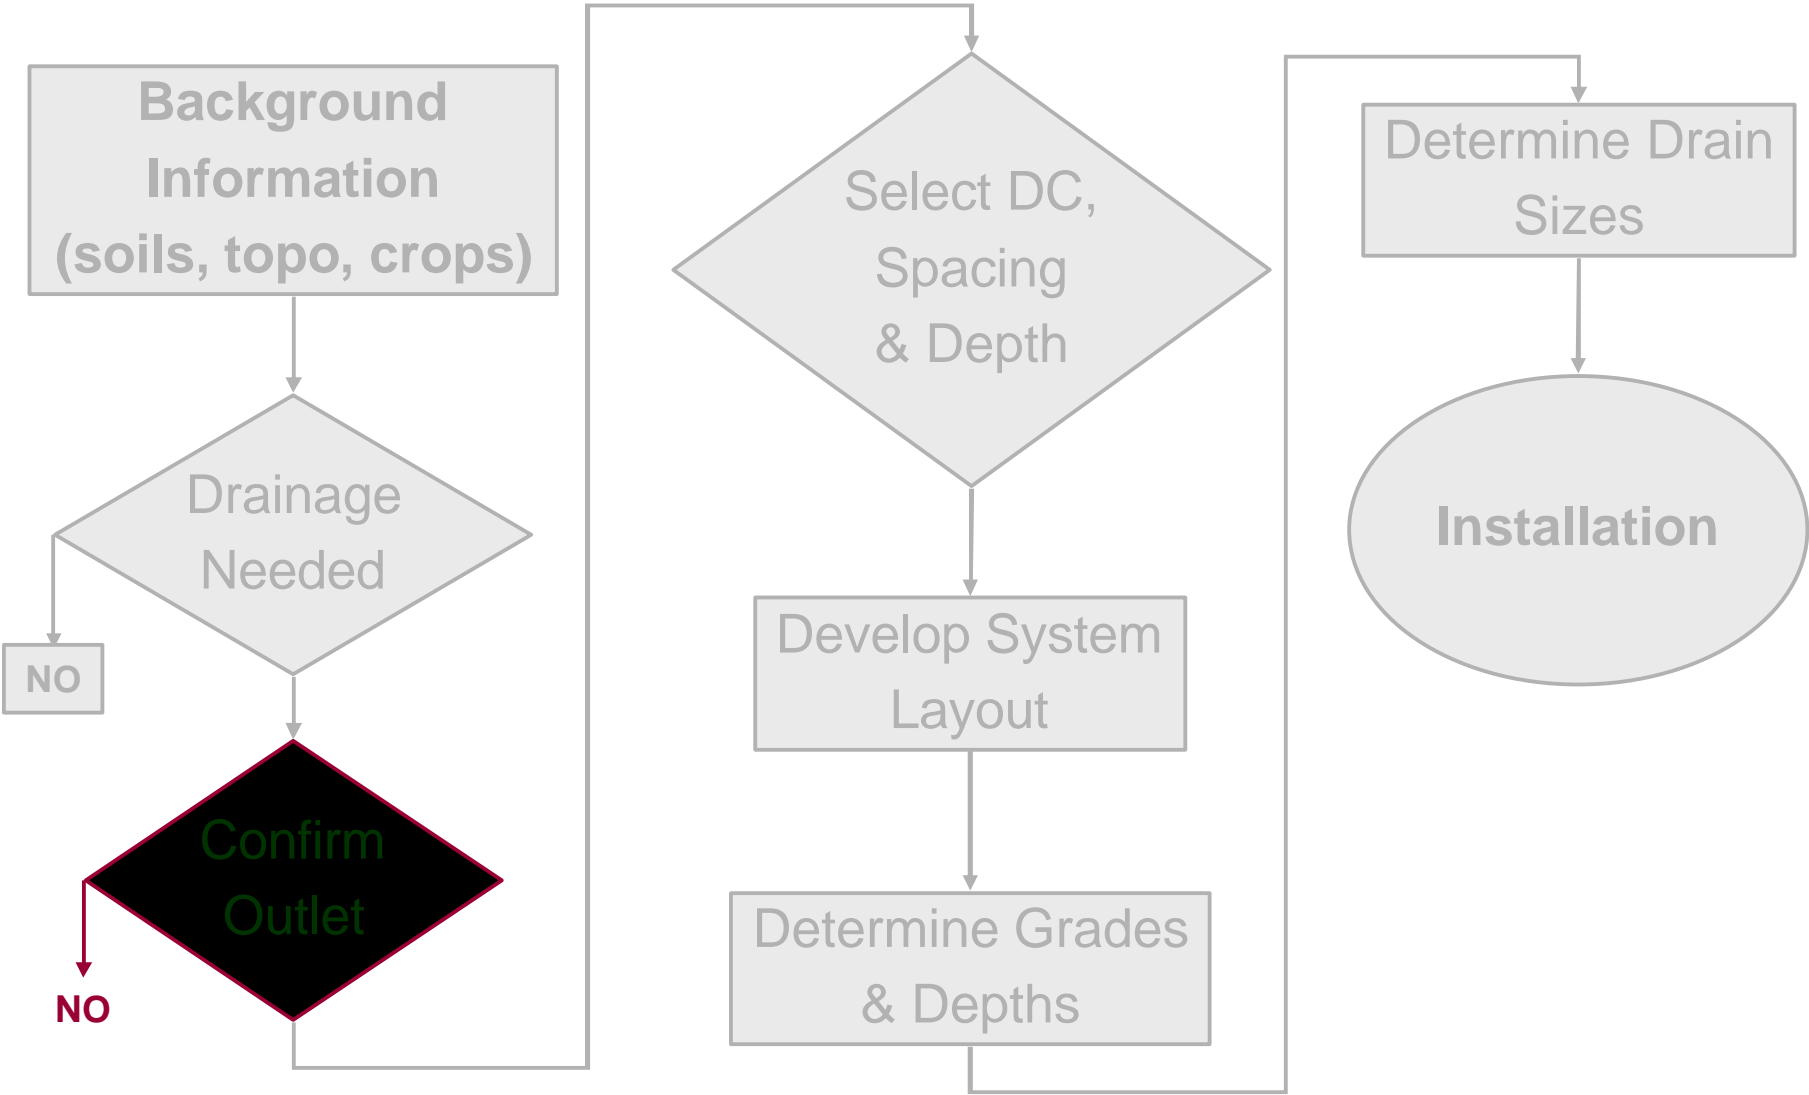 Background
Information
(soils, topo, crops)
Drainage
Needed
NO
Confirm
Outlet
NO
Select DC,
Spacing
& Depth
Develop System
Layout
Determine Grades
& Depths
Determine Drain
Sizes
Installation